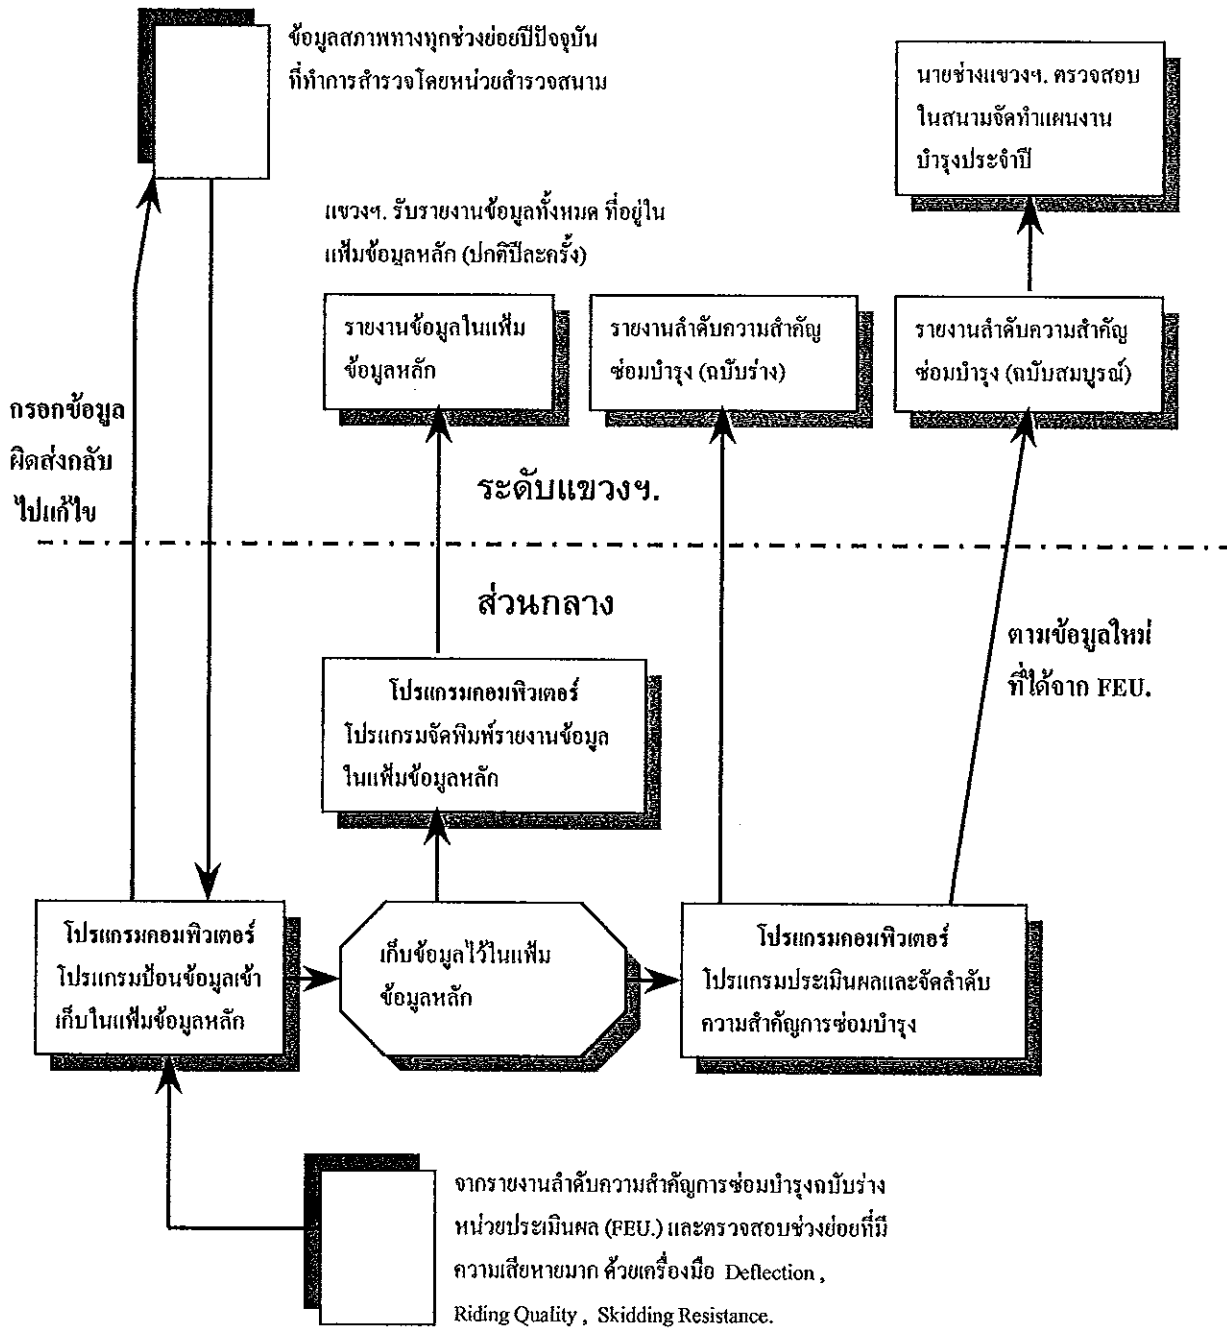 ข้อมูลสภาพทางทุกช่วงย่อยปีปัจจุบัน
ที่ทำการสำรวจโดยหน่วยสำรวจสนาม
นายช่างแขวงฯ. ตรวจสอบ
ในสนามจัดทำแผนงาน
บำรุงประจำปี
แขวงฯ. รับรายงานข้อมูลทั้งหมด ที่อยู่ใน
แฟ้มข้อมูลหลัก (ปกติปีละครั้ง)
รายงานข้อมูลในแฟ้ม
ข้อมูลหลัก
รายงานลำดับความสำคัญ
ซ่อมบำรุง (ฉบับร่าง)
รายงานลำดับความสำคัญ
ซ่อมบำรุง (ฉบับสมบูรณ์)
กรอกข้อมูล
ผิดส่งกลับ
ไปแก้ไข
ระดับแขวงฯ.
ส่วนกลาง
ตามข้อมูลใหม่
ที่ได้จาก FEU.
โปรแกรมคอมพิวเตอร์
โปรแกรมจัดพิมพ์รายงานข้อมูล
ในแฟ้มข้อมูลหลัก
โปรแกรมคอมพิวเตอร์
โปรแกรมป้อนข้อมูลเข้า
เก็บในแฟ้มข้อมูลหลัก
เก็บข้อมูลไว้ในแฟ้ม
ข้อมูลหลัก
โปรแกรมคอมพิวเตอร์
โปรแกรมประเมินผลและจัดลำดับ
ความสำคัญการซ่อมบำรุง
จากรายงานลำดับความสำคัญการซ่อมบำรุงฉบับร่าง
หน่วยประเมินผล (FEU.) และตรวจสอบช่วงย่อยที่มี
ความเสียหายมาก ด้วยเครื่องมือ Deflection ,
Riding Quality , Skidding Resistance.